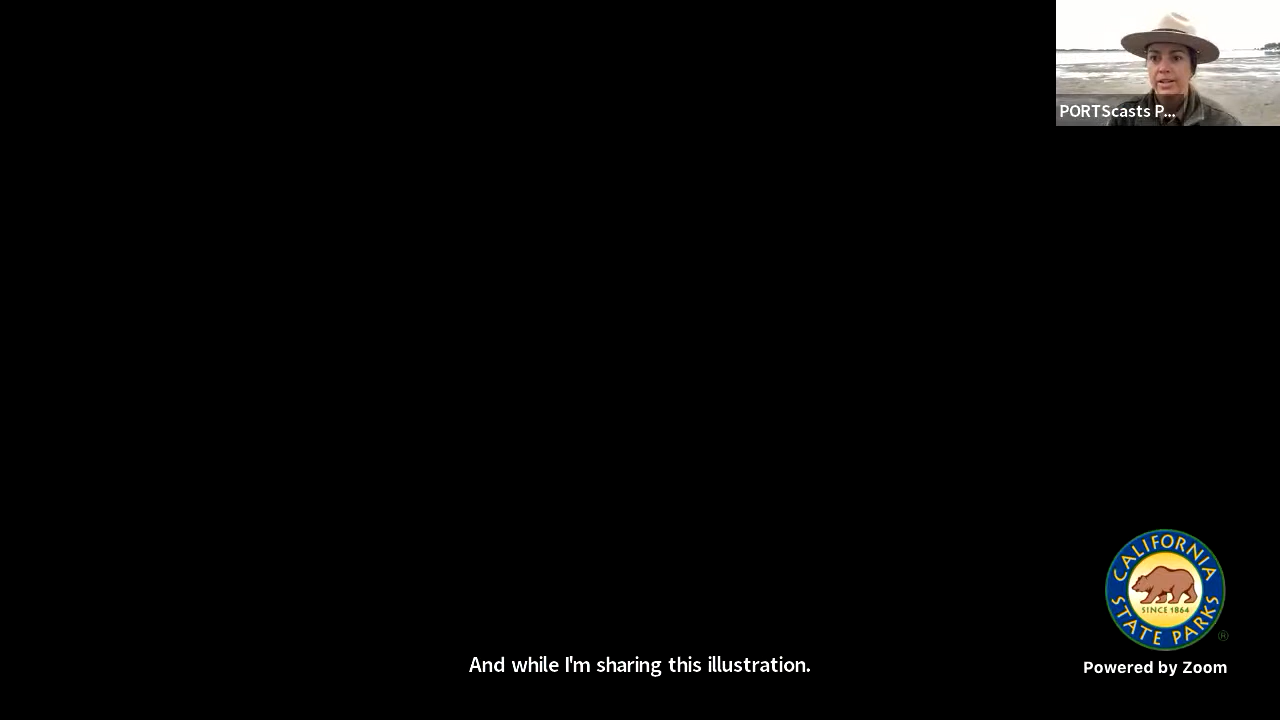 PORTScasts P...
CALIFORNIA
SINCE 1864
STATE PARKS
®
And while I'm sharing this illustration.
Powered by Zoom